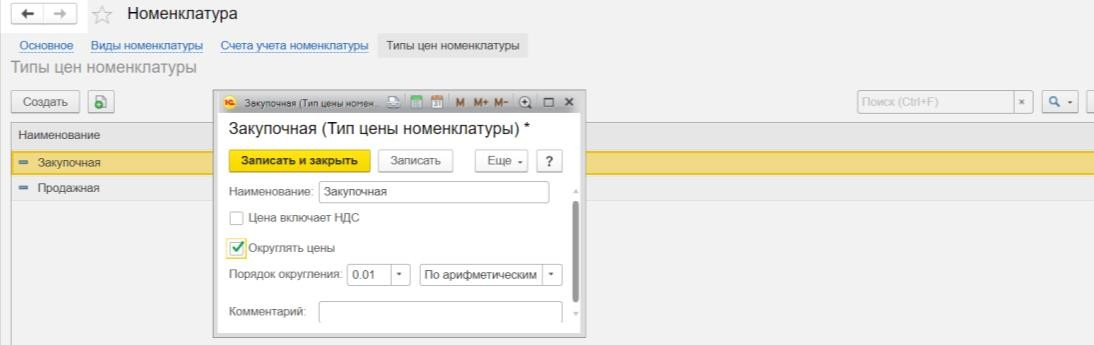 Номенклатура
Основное Виды номенклатуры Счета учета номенклатуры Типы цен номенклатуры
Типы цен номенклатуры
Создать Поиск (Ctrl+F) ×
Наименование
Закупочная
Продажная
1С Закупочная (Тип цены номен... 31 M M+ M-
Закупочная (Тип цены номенклатуры) *
Записать и закрыть Записать Еще ?
Наименование: Закупочная
Цена включает НДС
Округлять цены
Порядок округления: 0.01 По арифметическим
Комментарий: